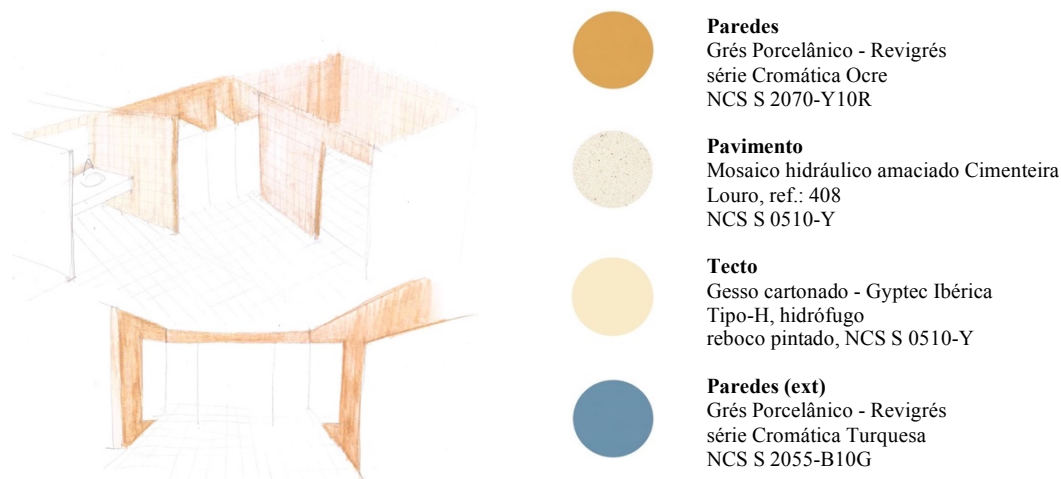 Paredes
Grés Porcelânico - Revigrés
série Cromática Ocre
NCS S 2070-Y10R
Pavimento
Mosaico hidráulico amaciado Cimenteira
Louro, ref.: 408
NCS S 0510-Y
Tecto
Gesso cartonado - Gyptec Ibérica
Tipo-H, hidrófugo
reboco pintado, NCS S 0510-Y
Paredes (ext)
Grés Porcelânico - Revigrés
série Cromática Turquesa
NCS S 2055-B10G